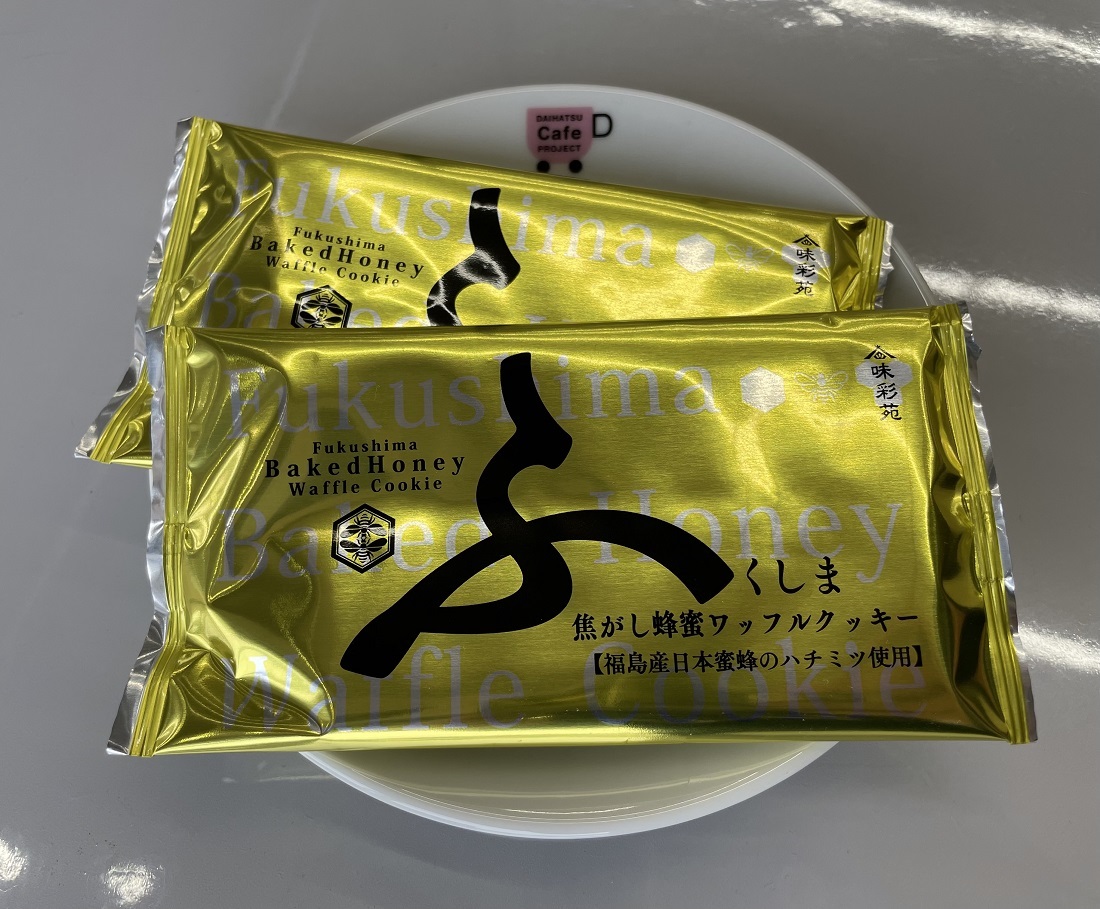 DAIHATSU
Cafe D
PROJECT
Fukushima
Fukushima
BakedHoney
Waffle Cookie
味彩苑
Fukushima
Fukushima
BakedHoney
Waffle Cookie
味彩苑
Baked Honey
ふくしま
焦がし蜂蜜ワッフルクッキー
【福島産日本蜜蜂のハチミツ使用】
Waffle Cookie